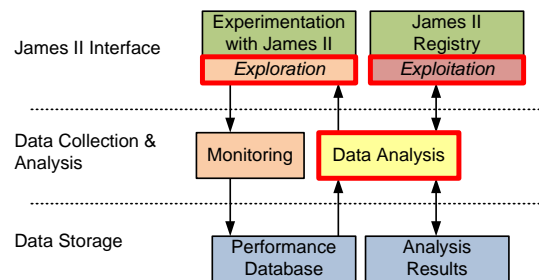 James II Interface
Experimentation
with James II
Exploration
James II
Registry
Exploitation
Data Collection &
Analysis
Monitoring
Data Analysis
Data Storage
Performance
Database
Analysis
Results